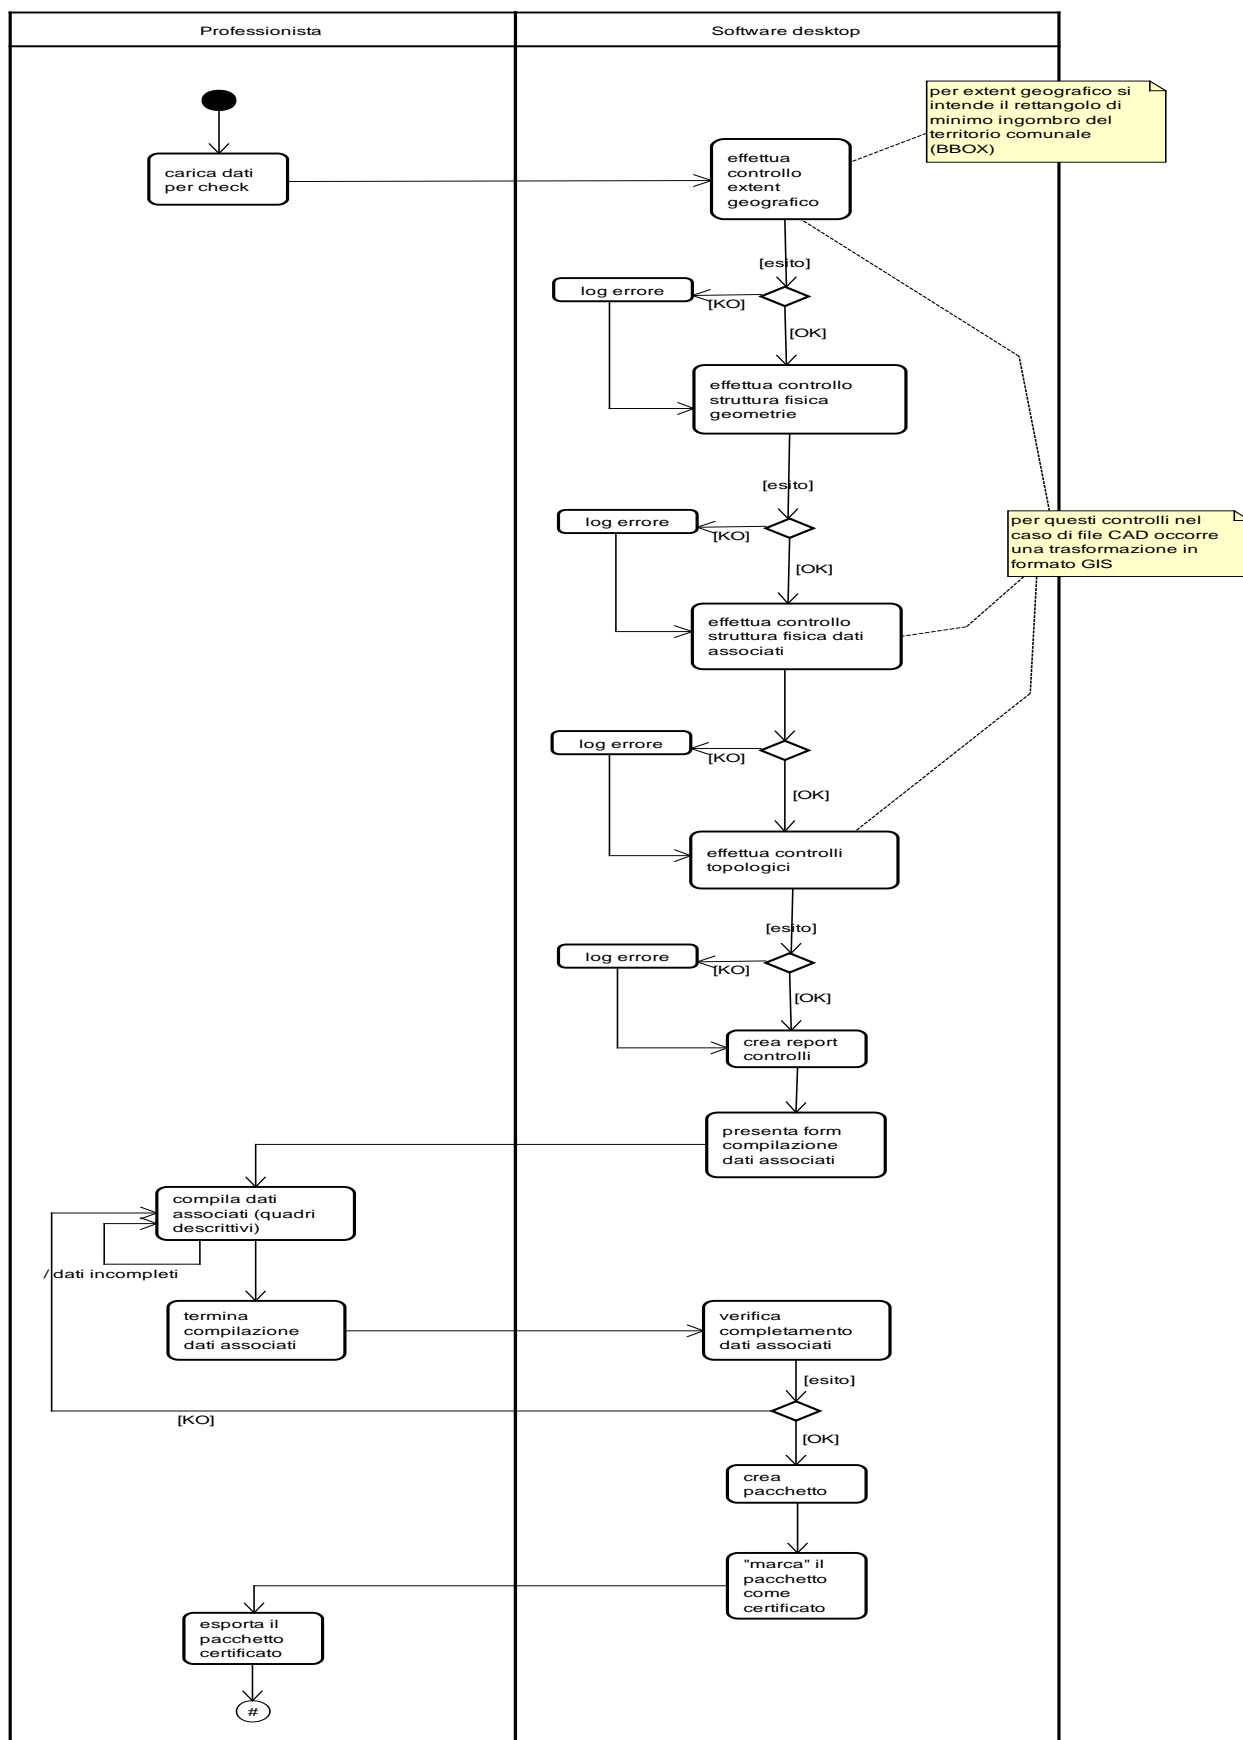 Professionista
Software desktop
per extent geografico si
intende il rettangolo di
minimo ingombro del
territorio comunale
(BBOX)
carica dati
per check
effettua
controllo
extent
geografico
[esito]
log errore
[KO]
[OK]
effettua controllo
struttura fisica
geometrie
[esito]
log errore
[KO]
per questi controlli nel
caso di file CAD occorre
una trasformazione in
formato GIS
[OK]
effettua controllo
struttura fisica dati
associati
log errore
[KO]
[OK]
effettua controlli
topologici
[esito]
log errore
[KO]
[OK]
crea report
controlli
presenta form
compilazione
dati associati
compila dati
associati (quadri
descrittivi)
/ dati incompleti
termina
compilazione
dati associati
verifica
completamento
dati associati
[esito]
[KO]
[OK]
crea
pacchetto
"marca" il
pacchetto
come
certificato
esporta il
pacchetto
certificato
#